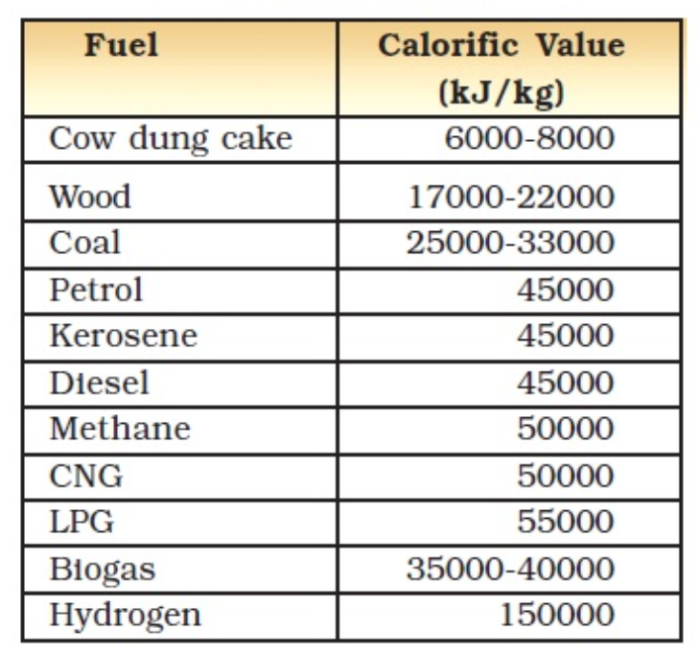 Fuel Calorific Value
(kJ/kg)
Cow dung cake 6000-8000
Wood 17000-22000
Coal 25000-33000
Petrol 45000
Kerosene 45000
Diesel 45000
Methane 50000
CNG 50000
LPG 55000
Biogas 35000-40000
Hydrogen 150000